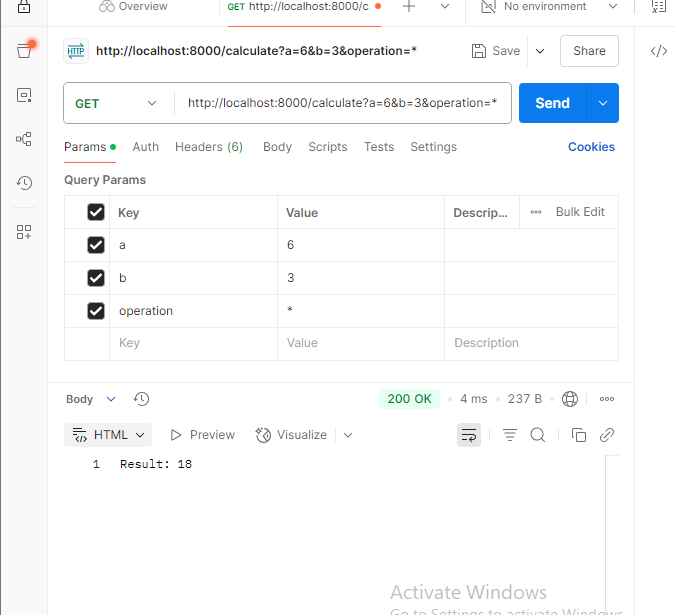 Overview GET http://localhost:8000/c No environment
HTTP http://localhost:8000/calculate?a=6&b=3&operation=* Save Share
GET http://localhost:8000/calculate?a=6&b=3&operation=* Send
Params Auth Headers (6) Body Scripts Tests Settings Cookies
Query Params
Key Value Descrip... Bulk Edit
a 6
b 3
operation *
Key Value Description
Body 200 OK 4 ms 237 B
HTML Preview Visualize
1 Result: 18
Activate Windows
Go to Settings to activate Windows